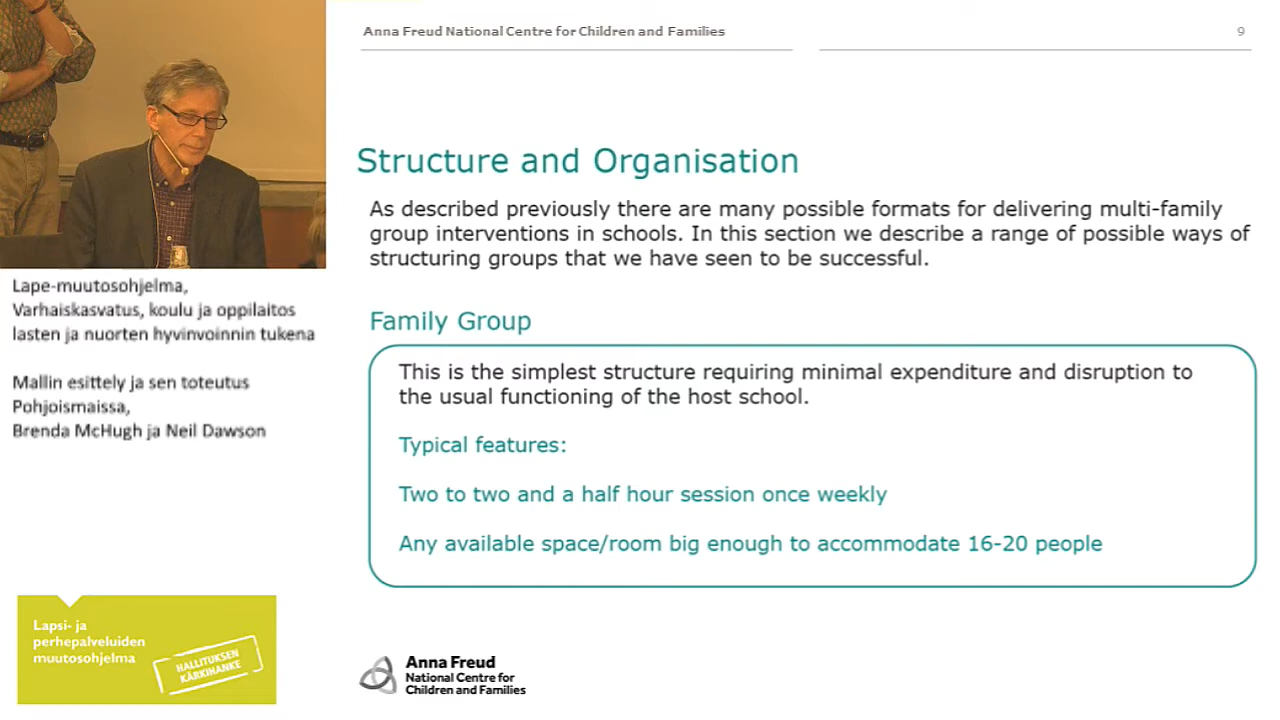 Anna Freud National Centre for Children and Families
9
Structure and Organisation
As described previously there are many possible formats for delivering multi-family
group interventions in schools. In this section we describe a range of possible ways of
structuring groups that we have seen to be successful.
Family Group
This is the simplest structure requiring minimal expenditure and disruption to
the usual functioning of the host school.
Typical features:
Two to two and a half hour session once weekly
Any available space/room big enough to accommodate 16-20 people
Anna Freud
National Centre for
Children and Families
Lape-muutosohjelma,
Varhaiskasvatus, koulu ja oppilaitos
lasten ja nuorten hyvinvoinnin tukena
Mallin esittely ja sen toteutus
Pohjoismaissa,
Brenda McHugh ja Neil Dawson
Lapsi- ja
perhepalveluiden
muutosohjelma
HALLITUKSEN
KÄRKIHANKE